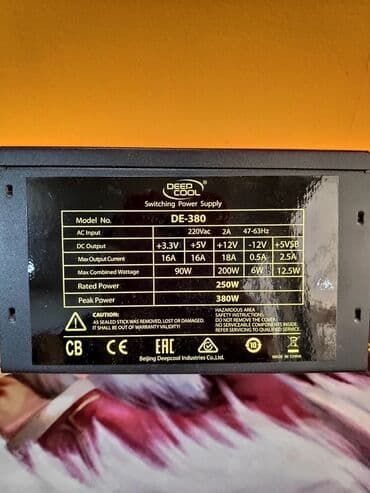 DEEP
COOL ®
Switching Power Supply
Model No. DE-380
AC Input 220Vac 2A 47-63Hz
DC Output +3.3V +5V +12V -12V +5VSB
Max Output Current 16A 16A 18A 0.5A 2.5A
Max Combined Wattage 90W 200W 6W 12.5W
Rated Power 250W
Peak Power 380W
CAUTION:
AS SEALED STICK WAS REMOVED, LOST OR DAMAGED,
IT WILL BE OUT OF WARRANTY VALIDITY.
HAZARDOUS AREA
SAFETY INSTRUCTIONS:
DO NOT REMOVE THE COVER.
NO SERVICEABLE COMPONENTS INSIDE.
REFER SERVICING TO QUALIFIED
CB CE EAC 10
Beijing Deepcool Industries Co.,Ltd.
MADE IN CHINA